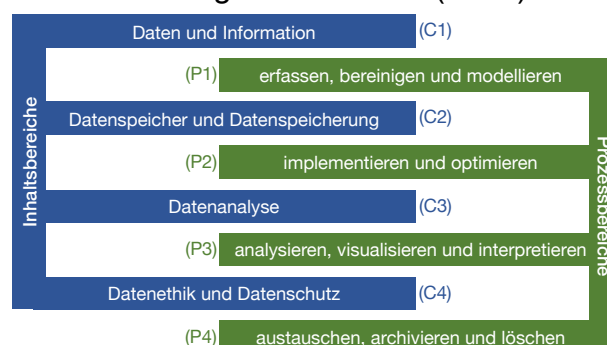 Daten und Information (C1)
(P1) erfassen, bereinigen und modellieren
Datenspeicher und Datenspeicherung (C2)
(P2) implementieren und optimieren
Datenanalyse (C3)
(P3) analysieren, visualisieren und interpretieren
Datenethik und Datenschutz (C4)
(P4) austauschen, archivieren und löschen
Inhaltsbereiche
Prozessbereiche